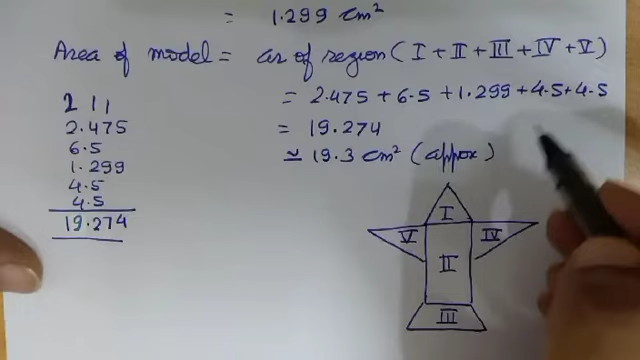 = 1.299 cm²
Area of model = ar of region (I + II + III + IV + V)
= 2.475 + 6.5 + 1.299 + 4.5 + 4.5
= 19.274
≃ 19.3 cm² (approx)
2 1 1
2.475
6.5
1.299
4.5
4.5
19.274
I
V IV
II
III